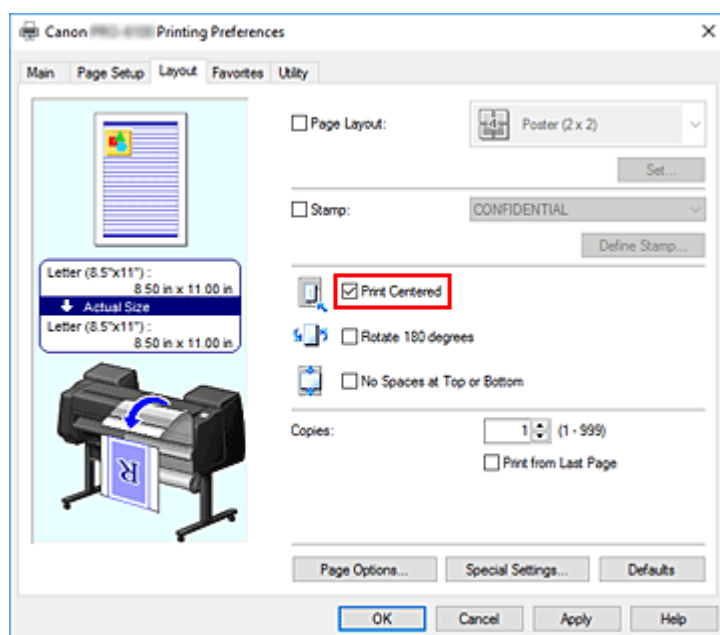 Canon Printing Preferences
Main Page Setup Layout Favorites Utility
Page Layout: Poster (2 x 2)
Set...
Stamp: CONFIDENTIAL
Define Stamp...
Letter (8.5"x11") :
8.50 in x 11.00 in
Actual Size
Letter (8.5"x11") :
8.50 in x 11.00 in
Print Centered
Rotate 180 degrees
No Spaces at Top or Bottom
R
Copies: 1 (1 - 999)
Print from Last Page
Page Options... Special Settings... Defaults
OK Cancel Apply Help